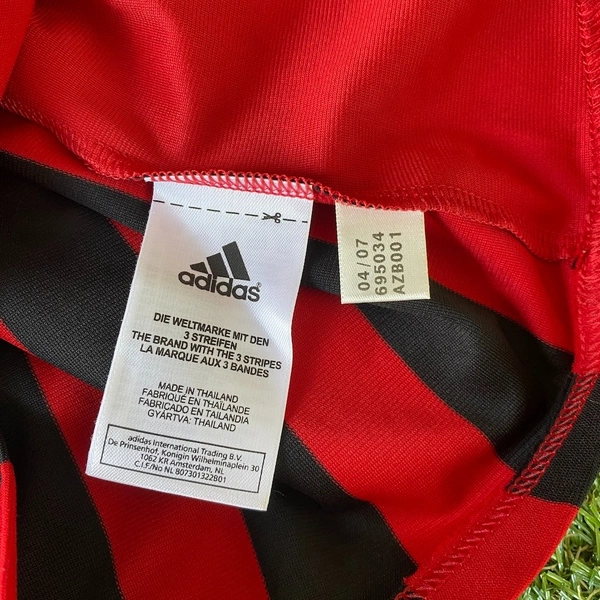 adidas
DIE WELTMARKE MIT DEN
3 STREIFEN
THE BRAND WITH THE 3 STRIPES
LA MARQUE AUX 3 BANDES
MADE IN THAILAND
FABRIQUÉ EN THAÏLANDE
FABRICADO EN TAILANDIA
GYÁRTVA: THAILAND
adidas International Trading B.V.
De Prinsenhof, Konigin Wilhelminaplein 30
1062 KR Amsterdam, NL
C.I.F./No NL 807301322B01
04/07
695034
AZB001